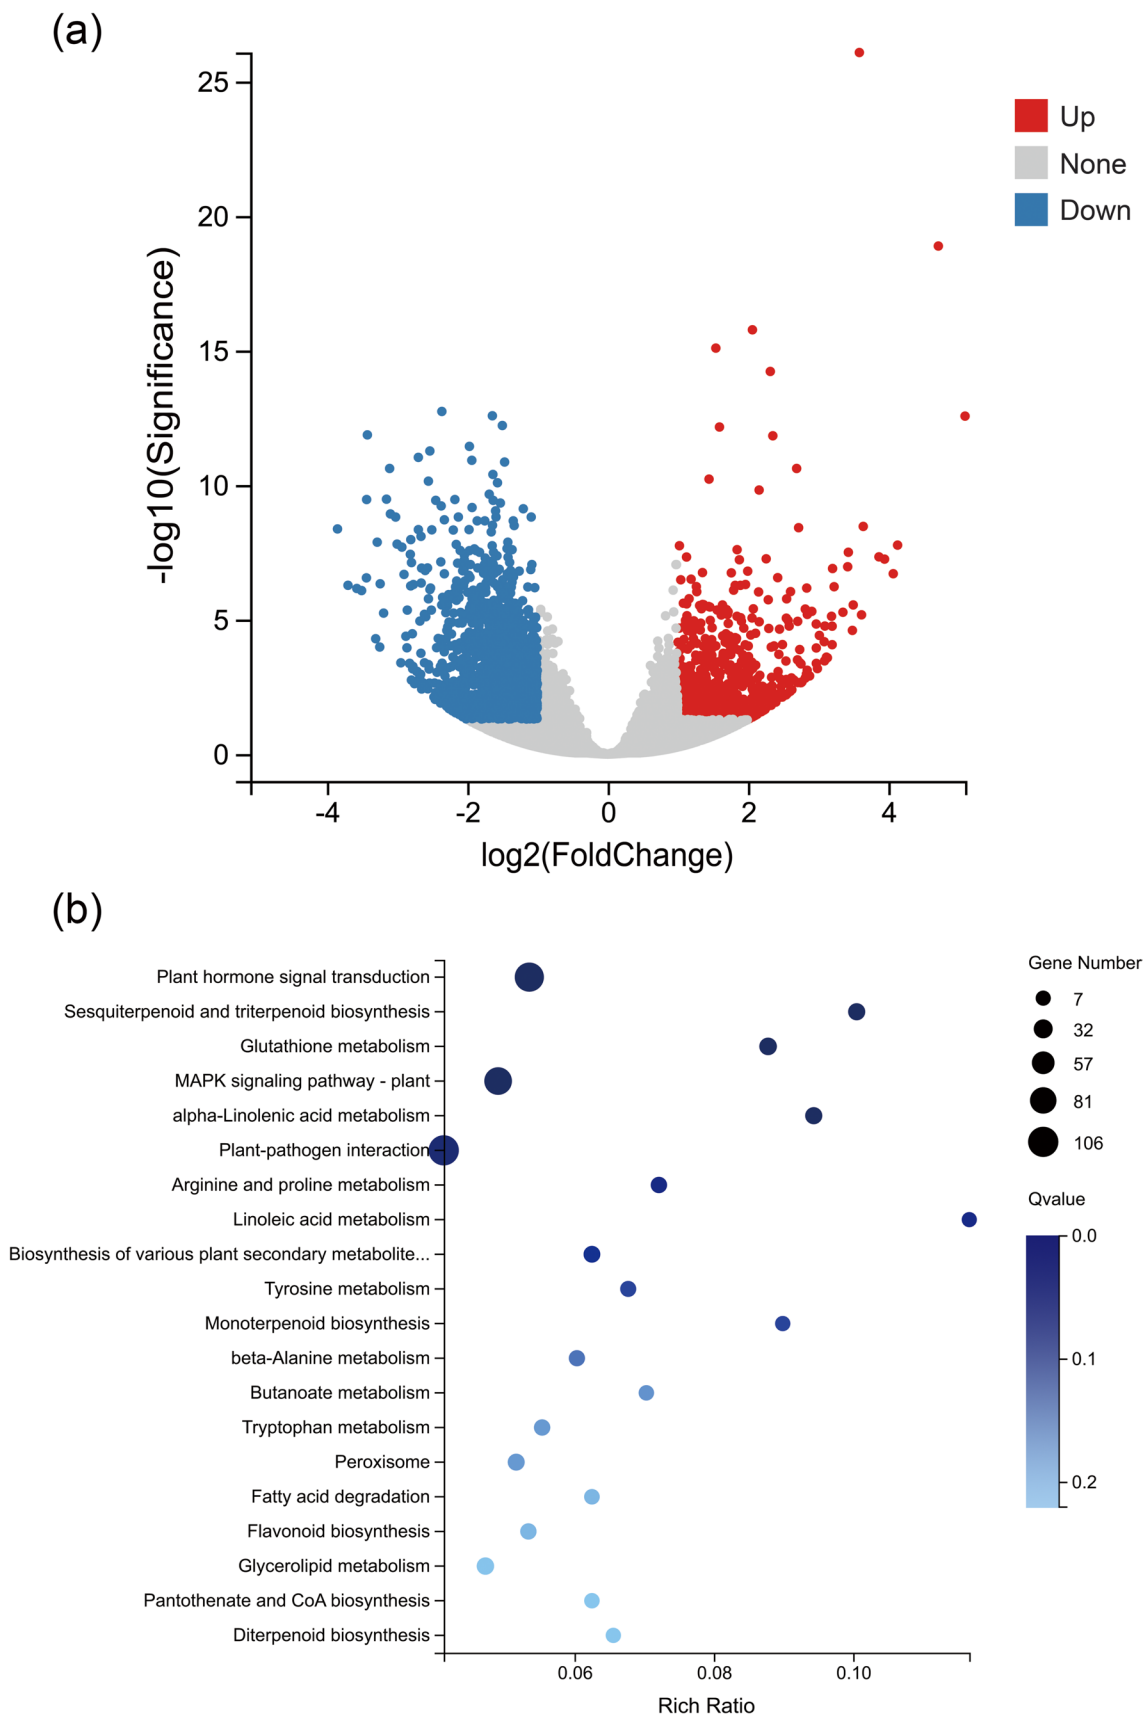 (a)
25
20
15
10
5
0
-log10(Significance)
-4 -2 0 2 4
log2(FoldChange)
Up
None
Down
(b)
Plant hormone signal transduction
Sesquiterpenoid and triterpenoid biosynthesis
Glutathione metabolism
MAPK signaling pathway - plant
alpha-Linolenic acid metabolism
Plant-pathogen interaction
Arginine and proline metabolism
Linoleic acid metabolism
Biosynthesis of various plant secondary metabolite...
Tyrosine metabolism
Monoterpenoid biosynthesis
beta-Alanine metabolism
Butanoate metabolism
Tryptophan metabolism
Peroxisome
Fatty acid degradation
Flavonoid biosynthesis
Glycerolipid metabolism
Pantothenate and CoA biosynthesis
Diterpenoid biosynthesis
0.06 0.08 0.10
Rich Ratio
Gene Number
7
32
57
81
106
Qvalue
0.0
0.1
0.2